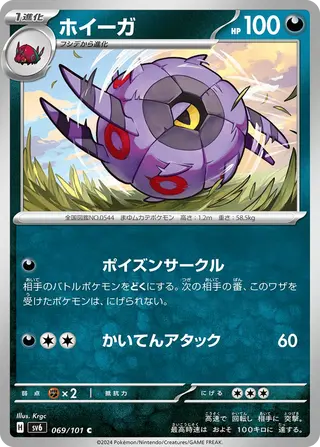 1進化
ホイーガ
HP100
フシデから進化
全国図鑑NO.0544 まゆムカデポケモン 高さ:1.2m 重さ:58.5kg
ポイズンサークル
相手のバトルポケモンをどくにする。次の相手の番、このワザを
受けたポケモンは、にげられない。
かいてんアタック 60
弱点 ×2 抵抗力 にげる
Illus. Krgc
H SV6 069/101 C
高速で 回転し 突撃する。
最高時速は およそ 100キロに達する。
©2024 Pokémon/Nintendo/Creatures/GAME FREAK.